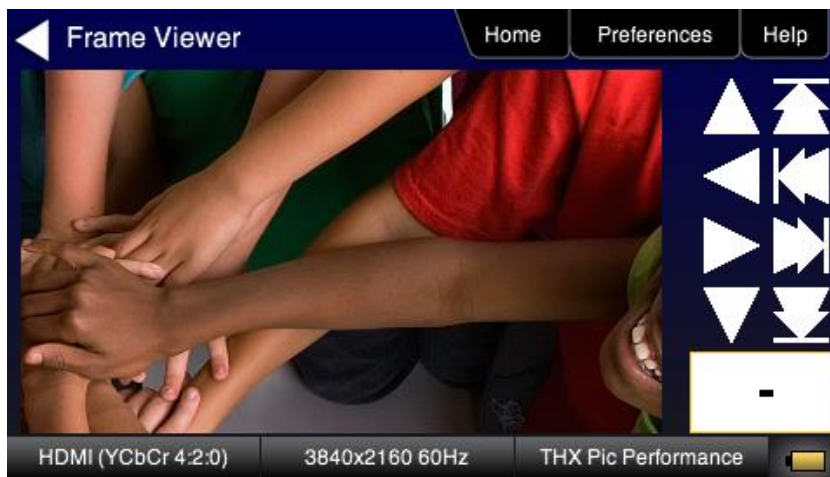 Frame Viewer
Home
Preferences
Help
-
HDMI (YCbCr 4:2:0)
3840x2160 60Hz
THX Pic Performance